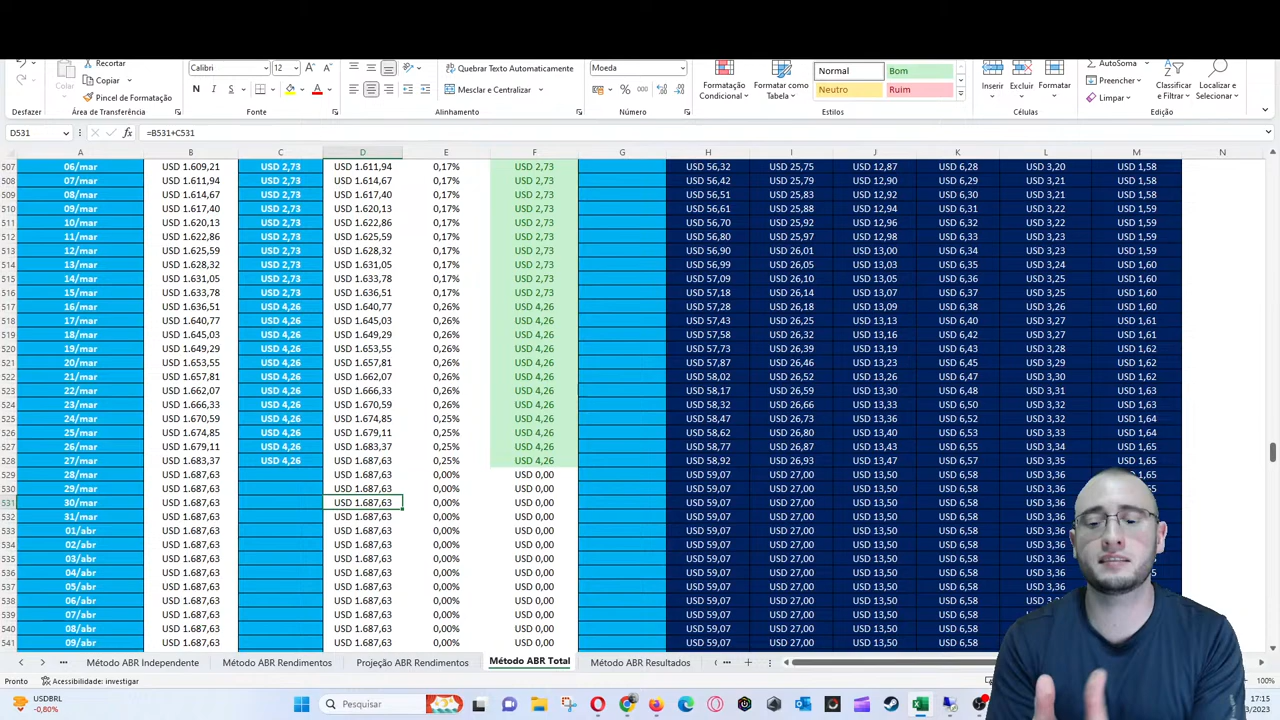 Recortar
Calibri 12 Quebrar Texto Automaticamente Moeda Normal Bom AutoSoma
Colar Copiar Formatação Condicional Formatar como Tabela Inserir Excluir Formatar Preencher Classificar e Filtrar Localizar e Selecionar
Pincel de Formatação N I S Mesclar e Centralizar % 000 Neutro Ruim Limpar
Desfazer Área de Transferência Fonte Alinhamento Número Estilos Células
D531 fx =B531+C531
A B C D E F G H I J K L M N
507 06/mar USD 1.609,21 USD 2,73 USD 1.611,94 0,17% USD 2,73 USD 56,32 USD 25,75 USD 12,87 USD 6,28 USD 3,20 USD 1,58
508 07/mar USD 1.611,94 USD 2,73 USD 1.614,67 0,17% USD 2,73 USD 56,42 USD 25,79 USD 12,90 USD 6,29 USD 3,21 USD 1,58
509 08/mar USD 1.614,67 USD 2,73 USD 1.617,40 0,17% USD 2,73 USD 56,51 USD 25,83 USD 12,92 USD 6,30 USD 3,21 USD 1,58
510 09/mar USD 1.617,40 USD 2,73 USD 1.620,13 0,17% USD 2,73 USD 56,61 USD 25,88 USD 12,94 USD 6,31 USD 3,22 USD 1,58
511 10/mar USD 1.620,13 USD 2,73 USD 1.622,86 0,17% USD 2,73 USD 56,70 USD 25,92 USD 12,96 USD 6,32 USD 3,22 USD 1,59
512 11/mar USD 1.622,86 USD 2,73 USD 1.625,59 0,17% USD 2,73 USD 56,80 USD 25,97 USD 12,98 USD 6,33 USD 3,23 USD 1,59
513 12/mar USD 1.625,59 USD 2,73 USD 1.628,32 0,17% USD 2,73 USD 56,90 USD 26,01 USD 13,00 USD 6,34 USD 3,23 USD 1,59
514 13/mar USD 1.628,32 USD 2,73 USD 1.631,05 0,17% USD 2,73 USD 56,99 USD 26,05 USD 13,03 USD 6,35 USD 3,24 USD 1,60
515 14/mar USD 1.631,05 USD 2,73 USD 1.633,78 0,17% USD 2,73 USD 57,09 USD 26,10 USD 13,05 USD 6,36 USD 3,24 USD 1,60
516 15/mar USD 1.633,78 USD 2,73 USD 1.636,51 0,17% USD 2,73 USD 57,18 USD 26,14 USD 13,07 USD 6,37 USD 3,25 USD 1,60
517 16/mar USD 1.636,51 USD 4,26 USD 1.640,77 0,26% USD 4,26 USD 57,28 USD 26,18 USD 13,09 USD 6,38 USD 3,26 USD 1,60
518 17/mar USD 1.640,77 USD 4,26 USD 1.645,03 0,26% USD 4,26 USD 57,43 USD 26,25 USD 13,13 USD 6,40 USD 3,27 USD 1,61
530 18/mar USD 1.645,03 USD 4,26 USD 1.649,29 0,26% USD 4,26 USD 57,58 USD 26,32 USD 13,16 USD 6,42 USD 3,27 USD 1,61
531 19/mar USD 1.649,29 USD 4,26 USD 1.653,55 0,26% USD 4,26 USD 57,73 USD 26,39 USD 13,19 USD 6,43 USD 3,28 USD 1,62
20/mar USD 1.653,55 USD 4,26 USD 1.657,81 0,26% USD 4,26 USD 57,87 USD 26,46 USD 13,23 USD 6,45 USD 3,29 USD 1,62
21/mar USD 1.657,81 USD 4,26 USD 1.662,07 0,26% USD 4,26 USD 58,02 USD 26,52 USD 13,26 USD 6,47 USD 3,30 USD 1,62
22/mar USD 1.662,07 USD 4,26 USD 1.666,33 0,26% USD 4,26 USD 58,17 USD 26,59 USD 13,30 USD 6,48 USD 3,31 USD 1,63
23/mar USD 1.666,33 USD 4,26 USD 1.670,59 0,26% USD 4,26 USD 58,32 USD 26,66 USD 13,33 USD 6,50 USD 3,32 USD 1,63
24/mar USD 1.670,59 USD 4,26 USD 1.674,85 0,26% USD 4,26 USD 58,47 USD 26,73 USD 13,36 USD 6,52 USD 3,32 USD 1,64
25/mar USD 1.674,85 USD 4,26 USD 1.679,11 0,25% USD 4,26 USD 58,62 USD 26,80 USD 13,40 USD 6,53 USD 3,33 USD 1,64
26/mar USD 1.679,11 USD 4,26 USD 1.683,37 0,25% USD 4,26 USD 58,77 USD 26,87 USD 13,43 USD 6,55 USD 3,34 USD 1,65
27/mar USD 1.683,37 USD 4,26 USD 1.687,63 0,25% USD 4,26 USD 58,92 USD 26,93 USD 13,47 USD 6,57 USD 3,35 USD 1,65
28/mar USD 1.687,63 USD 1.687,63 0,00% USD 0,00 USD 59,07 USD 27,00 USD 13,50 USD 6,58 USD 3,36
530 29/mar USD 1.687,63 USD 1.687,63 0,00% USD 0,00 USD 59,07 USD 27,00 USD 13,50 USD 6,58 USD 3,36
531 30/mar USD 1.687,63 USD 1.687,63 0,00% USD 0,00 USD 59,07 USD 27,00 USD 13,50 USD 6,58 USD 3,36
532 31/mar USD 1.687,63 USD 1.687,63 0,00% USD 0,00 USD 59,07 USD 27,00 USD 13,50 USD 6,58 USD 3,36
01/abr USD 1.687,63 USD 1.687,63 0,00% USD 0,00 USD 59,07 USD 27,00 USD 13,50 USD 6,58 USD 3,36
534 02/abr USD 1.687,63 USD 1.687,63 0,00% USD 0,00 USD 59,07 USD 27,00 USD 13,50 USD 6,58 USD 3,36
535 03/abr USD 1.687,63 USD 1.687,63 0,00% USD 0,00 USD 59,07 USD 27,00 USD 13,50 USD 6,58 USD 3,36
536 04/abr USD 1.687,63 USD 1.687,63 0,00% USD 0,00 USD 59,07 USD 27,00 USD 13,50 USD 6,58 USD 3,36
537 05/abr USD 1.687,63 USD 1.687,63 0,00% USD 0,00 USD 59,07 USD 27,00 USD 13,50 USD 6,58 USD 3,36
538 06/abr USD 1.687,63 USD 1.687,63 0,00% USD 0,00 USD 59,07 USD 27,00 USD 13,50 USD 6,58
539 07/abr USD 1.687,63 USD 1.687,63 0,00% USD 0,00 USD 59,07 USD 27,00 USD 13,50 USD 6,58
540 08/abr USD 1.687,63 USD 1.687,63 0,00% USD 0,00 USD 59,07 USD 27,00 USD 13,50 USD 6,58
541 09/abr USD 1.687,63 USD 1.687,63 0,00% USD 0,00 USD 59,07 USD 27,00 USD 13,50 USD 6,58
Método ABR Independente Método ABR Rendimentos Projeção ABR Rendimentos Método ABR Total Método ABR Resultados
Pronto Acessibilidade: investigar 100%
USDBRL
-0,80%
Pesquisar
17:15
3/2023